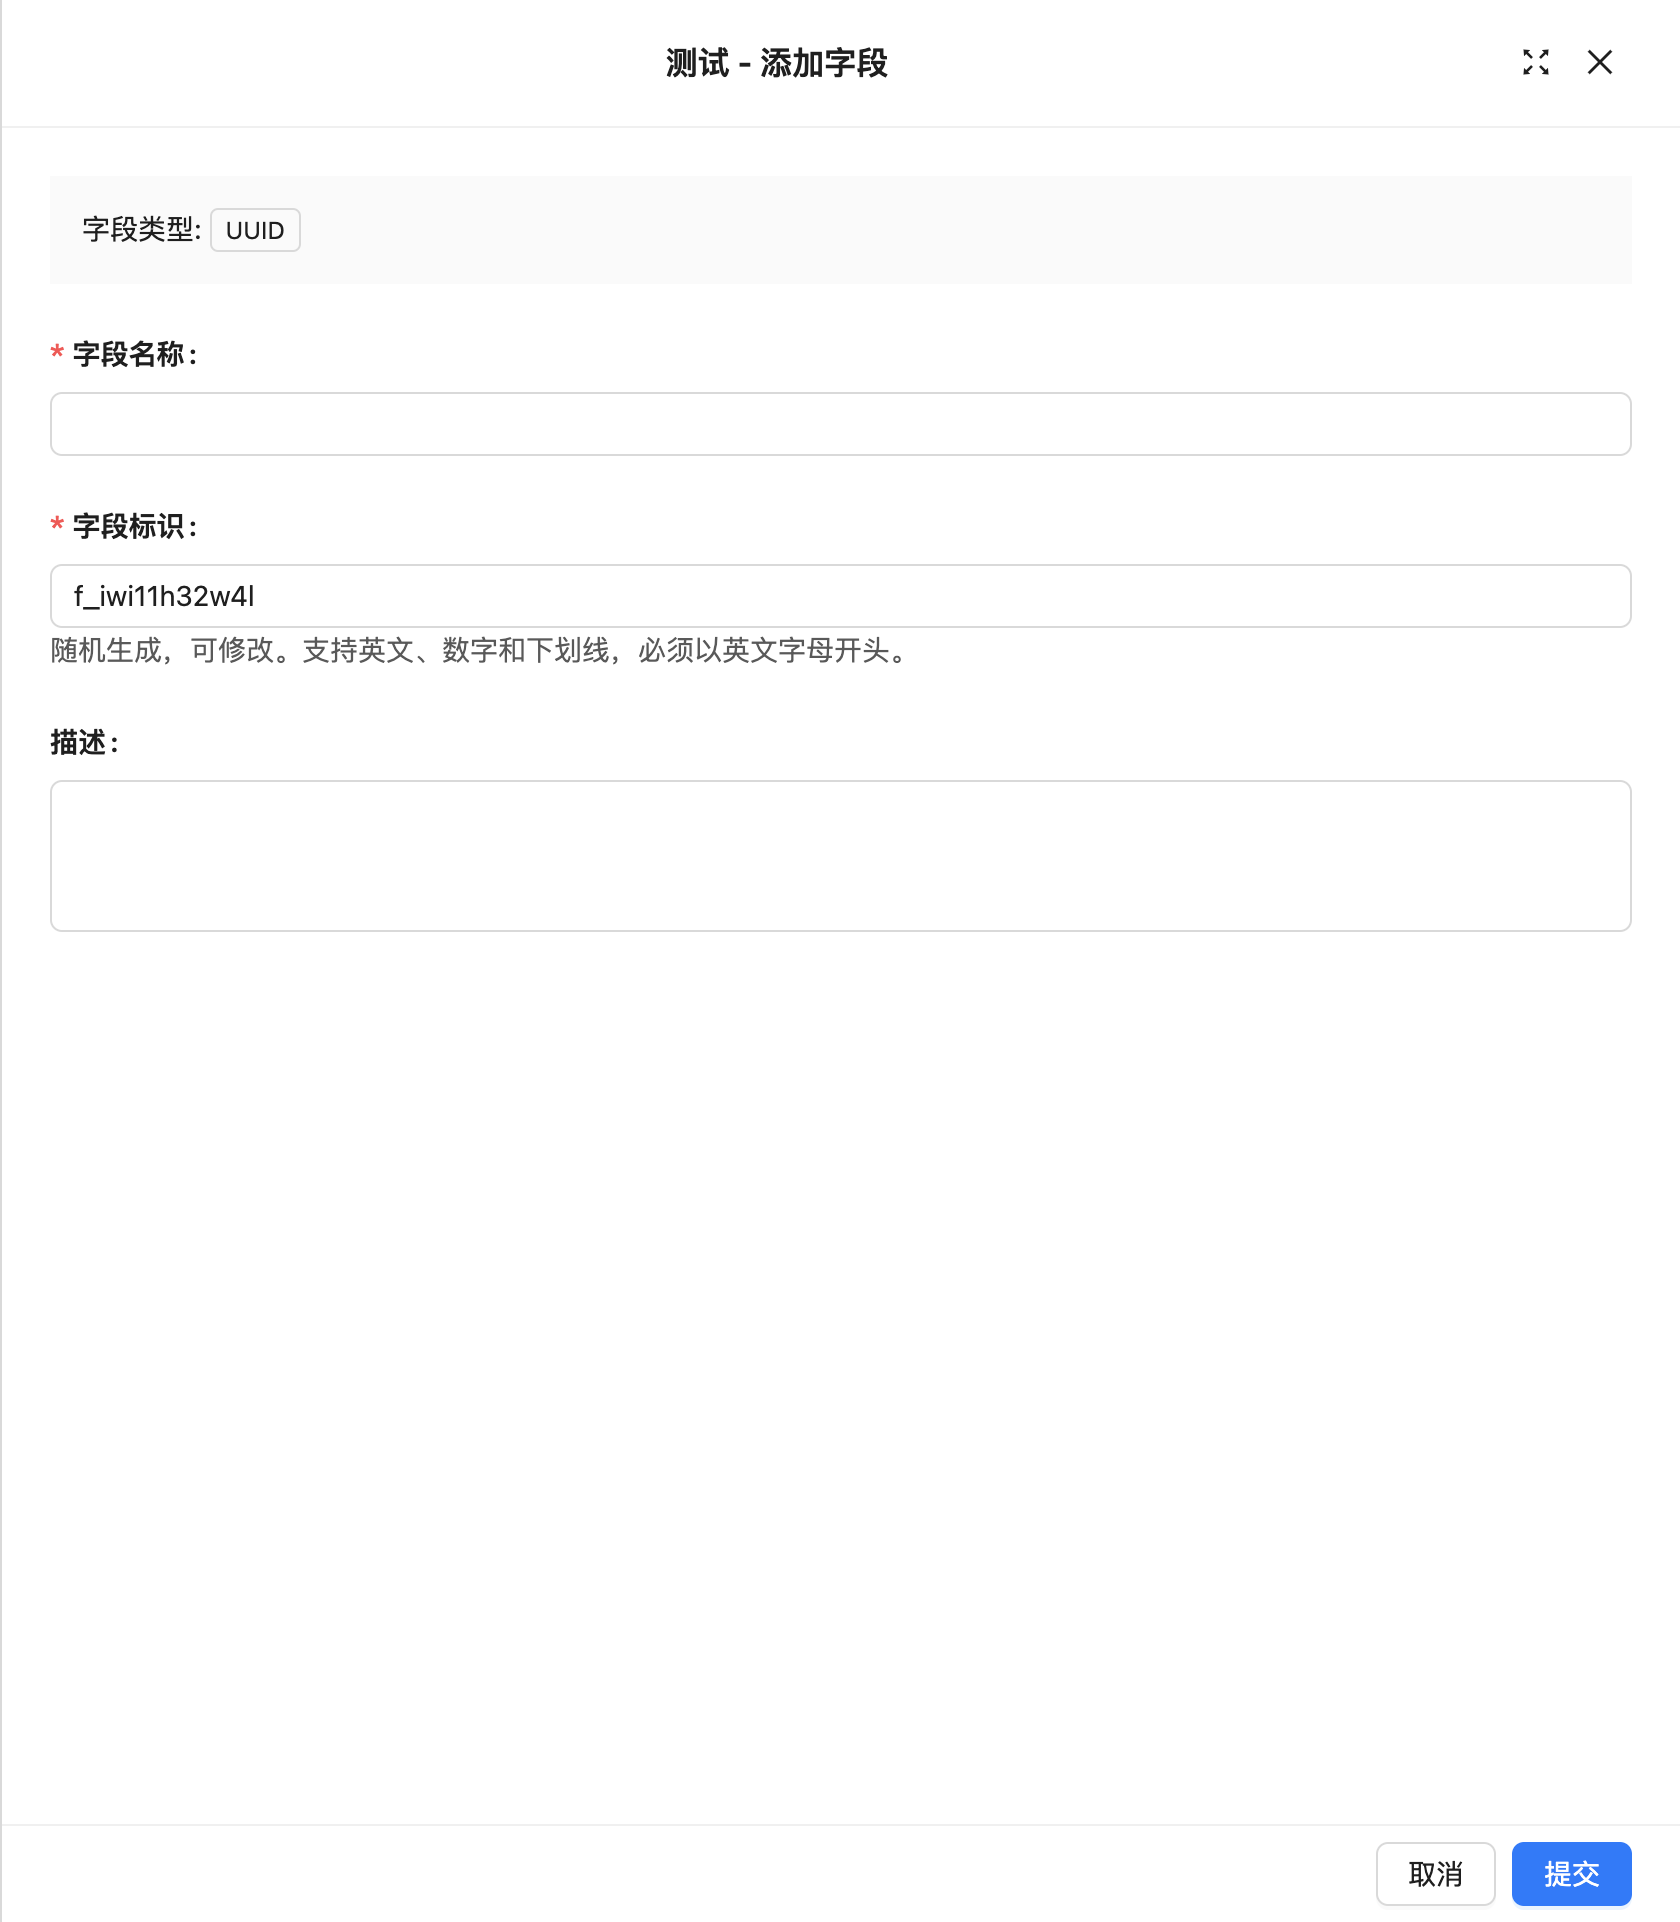 测试 - 添加字段
字段类型: UUID
* 字段名称:
* 字段标识:
f_iwi11h32w4l
随机生成，可修改。支持英文、数字和下划线，必须以英文字母开头。
描述:
取消 提交